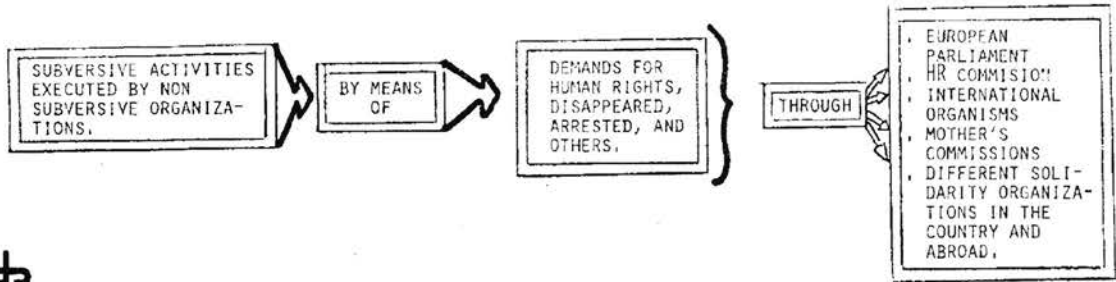 SUBVERSIVE ACTIVITIES
EXECUTED BY NON
SUBVERSIVE ORGANIZA-
TIONS.
BY MEANS
OF
DEMANDS FOR
HUMAN RIGHTS,
DISAPPEARED,
ARRESTED, AND
OTHERS.
THROUGH
. EUROPEAN
PARLIAMENT
. HR COMMISION
. INTERNATIONAL
ORGANISMS
. MOTHER'S
COMMISSIONS
. DIFFERENT SOLI-
DARITY ORGANIZA-
TIONS IN THE
COUNTRY AND
ABROAD.